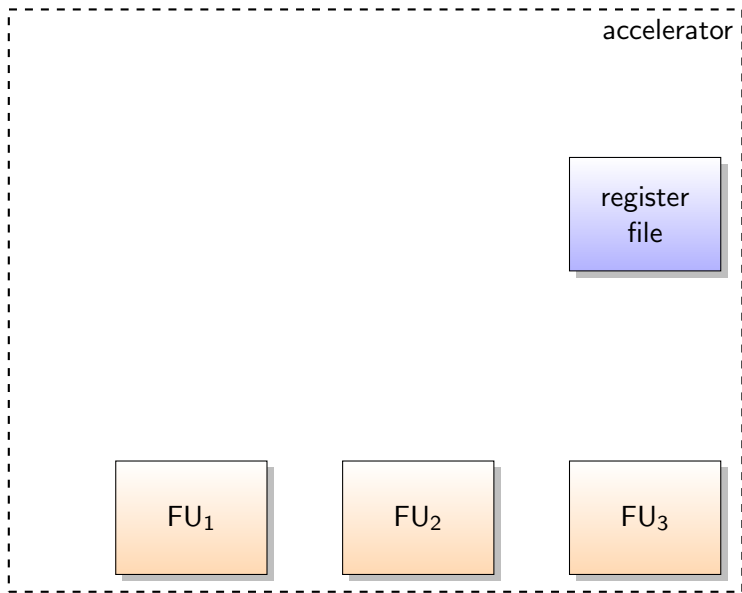 accelerator
register
file
FU₁
FU₂
FU₃